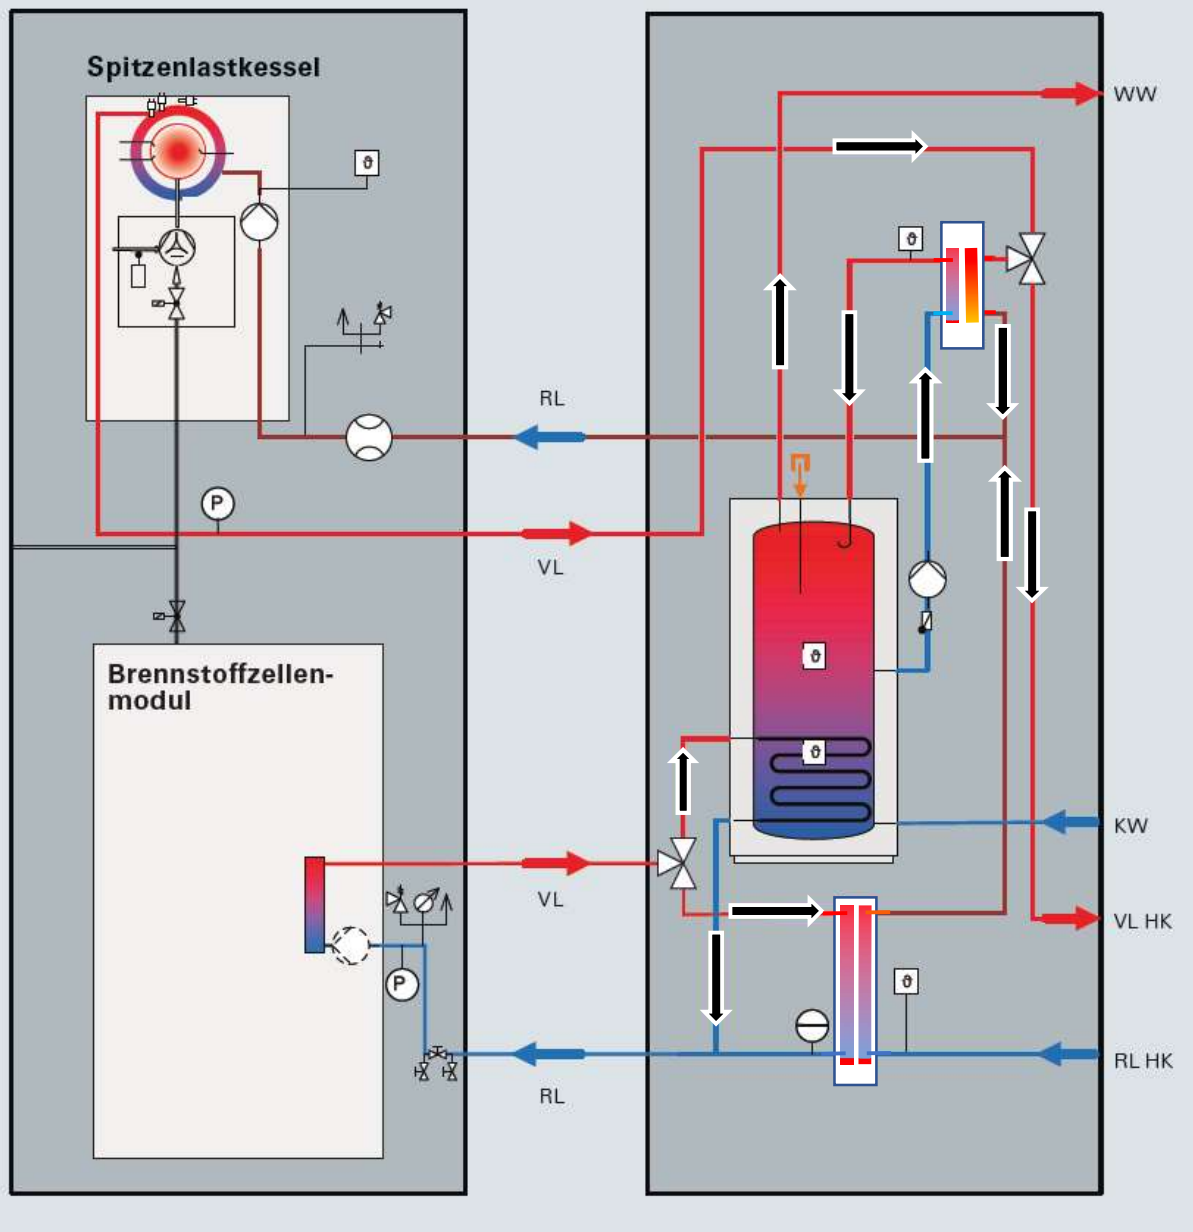 Spitzenlastkessel
WW
ϑ
ϑ
RL
P
VL
ϑ
Brennstoffzellen-
modul
ϑ
KW
VL
VL HK
P
ϑ
RL HK
RL